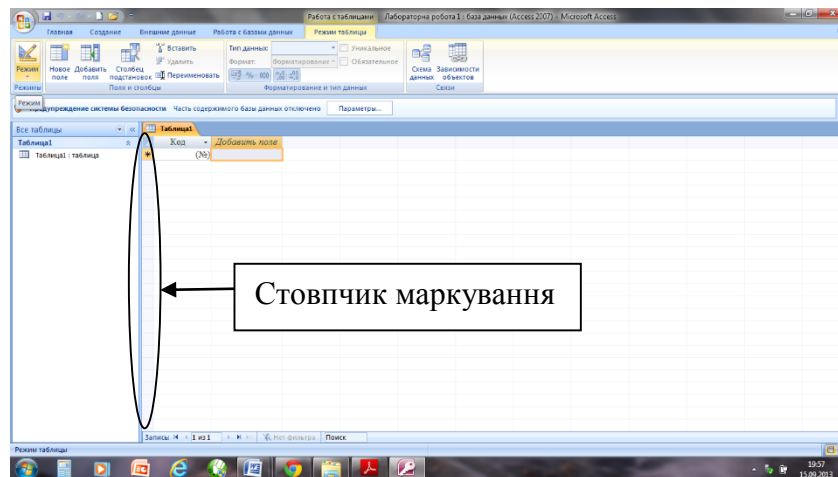 Работа с таблицами Лабораторна робота 1 : база данных (Access 2007) - Microsoft Access
Главная Создание Внешние данные Работа с базами данных Режим таблицы
Режим
Новое поле
Добавить поля
Столбец подстановок
Вставить
Удалить
Переименовать
Тип данных:
Формат: Форматирование
Уникальное
Обязательное
Схема данных
Зависимости объектов
Режимы Поля и столбцы Форматирование и тип данных Связи
Режим
Предупреждение системы безопасности Часть содержимого базы данных отключено Параметры...
Все таблицы
Таблица1
Таблица1 : таблица
Таблица1
Код Добавить поле
(№)
Стовпчик маркування
Записи 1 из 1 Нет фильтра Поиск
Режим таблицы
19:57
15.09.2013